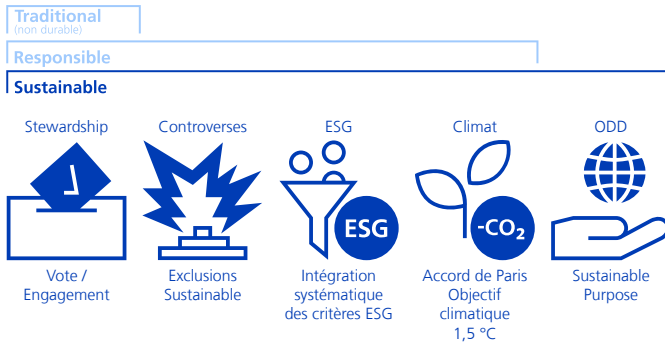 Traditional
(non durable)
Responsible
Sustainable
Stewardship
Controverses
ESG
Climat
ODD
ESG
-CO₂
Vote /
Engagement
Exclusions
Sustainable
Intégration
systématique
des critères ESG
Accord de Paris
Objectif
climatique
1,5 °C
Sustainable
Purpose